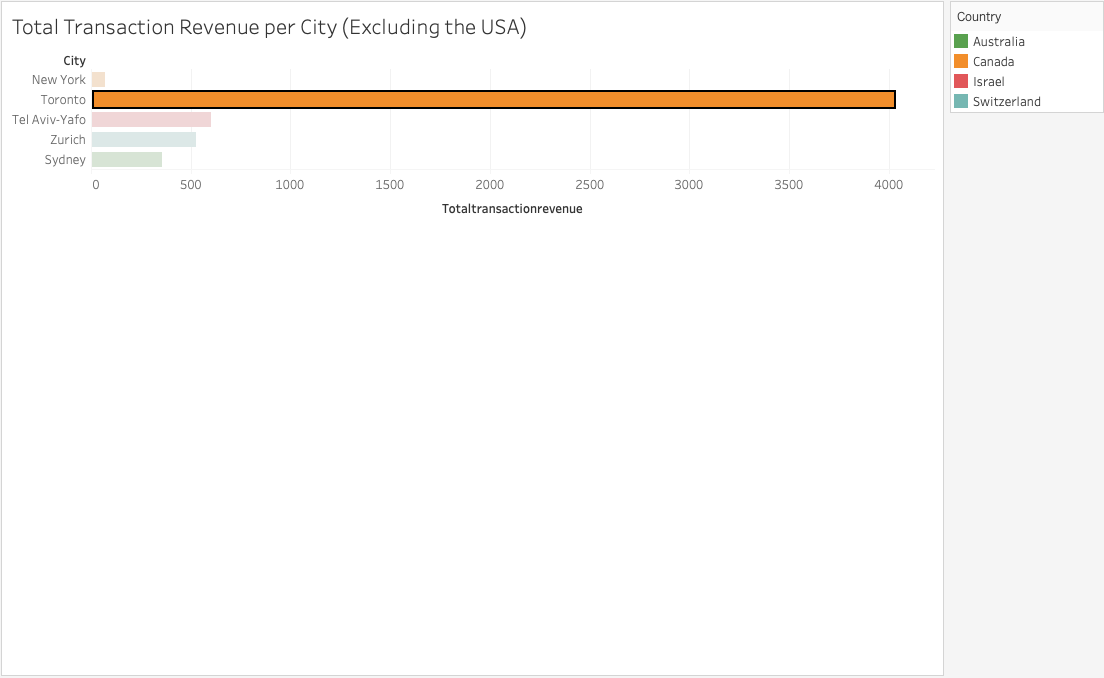 Total Transaction Revenue per City (Excluding the USA)
City
New York
Toronto
Tel Aviv-Yafo
Zurich
Sydney
0 500 1000 1500 2000 2500 3000 3500 4000
Totaltransactionrevenue
Country
Australia
Canada
Israel
Switzerland